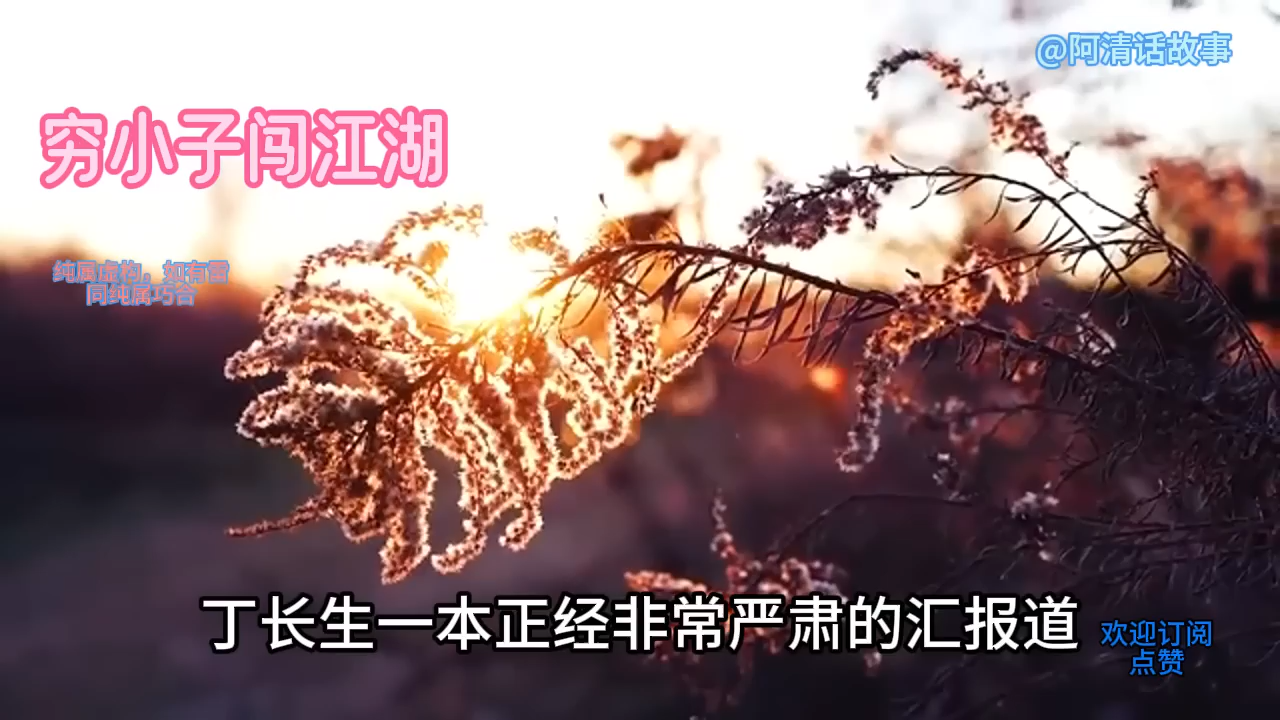 @阿清话故事
穷小子闯江湖
纯属虚构，如有雷
同纯属巧合
丁长生一本正经非常严肃的汇报道
欢迎订阅
点赞